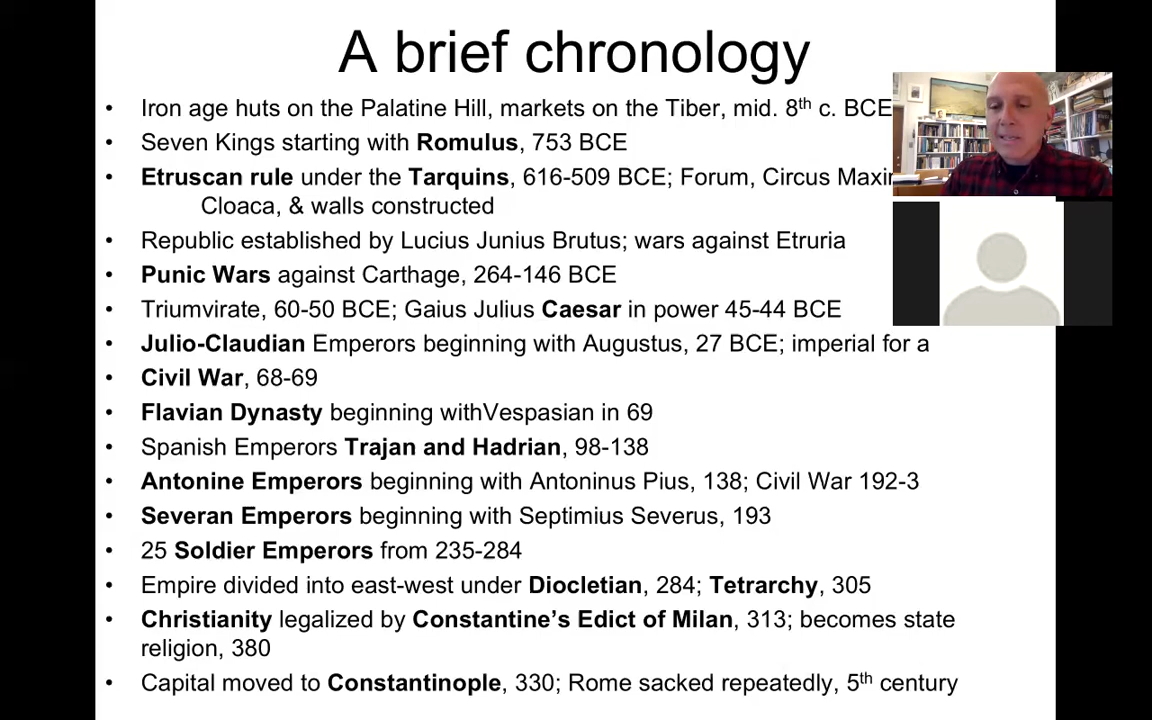 A brief chronology
• Iron age huts on the Palatine Hill, markets on the Tiber, mid. 8th c. BCE
• Seven Kings starting with Romulus, 753 BCE
• Etruscan rule under the Tarquins, 616-509 BCE; Forum, Circus
Cloaca, & walls constructed
• Republic established by Lucius Junius Brutus; wars against Etruria
• Punic Wars against Carthage, 264-146 BCE
• Triumvirate, 60-50 BCE; Gaius Julius Caesar in power 45-44 BCE
• Julio-Claudian Emperors beginning with Augustus, 27 BCE; imperial for a
• Civil War, 68-69
• Flavian Dynasty beginning withVespasian in 69
• Spanish Emperors Trajan and Hadrian, 98-138
• Antonine Emperors beginning with Antoninus Pius, 138; Civil War 192-3
• Severan Emperors beginning with Septimius Severus, 193
• 25 Soldier Emperors from 235-284
• Empire divided into east-west under Diocletian, 284; Tetrarchy, 305
• Christianity legalized by Constantine’s Edict of Milan, 313; becomes state
religion, 380
• Capital moved to Constantinople, 330; Rome sacked repeatedly, 5th century